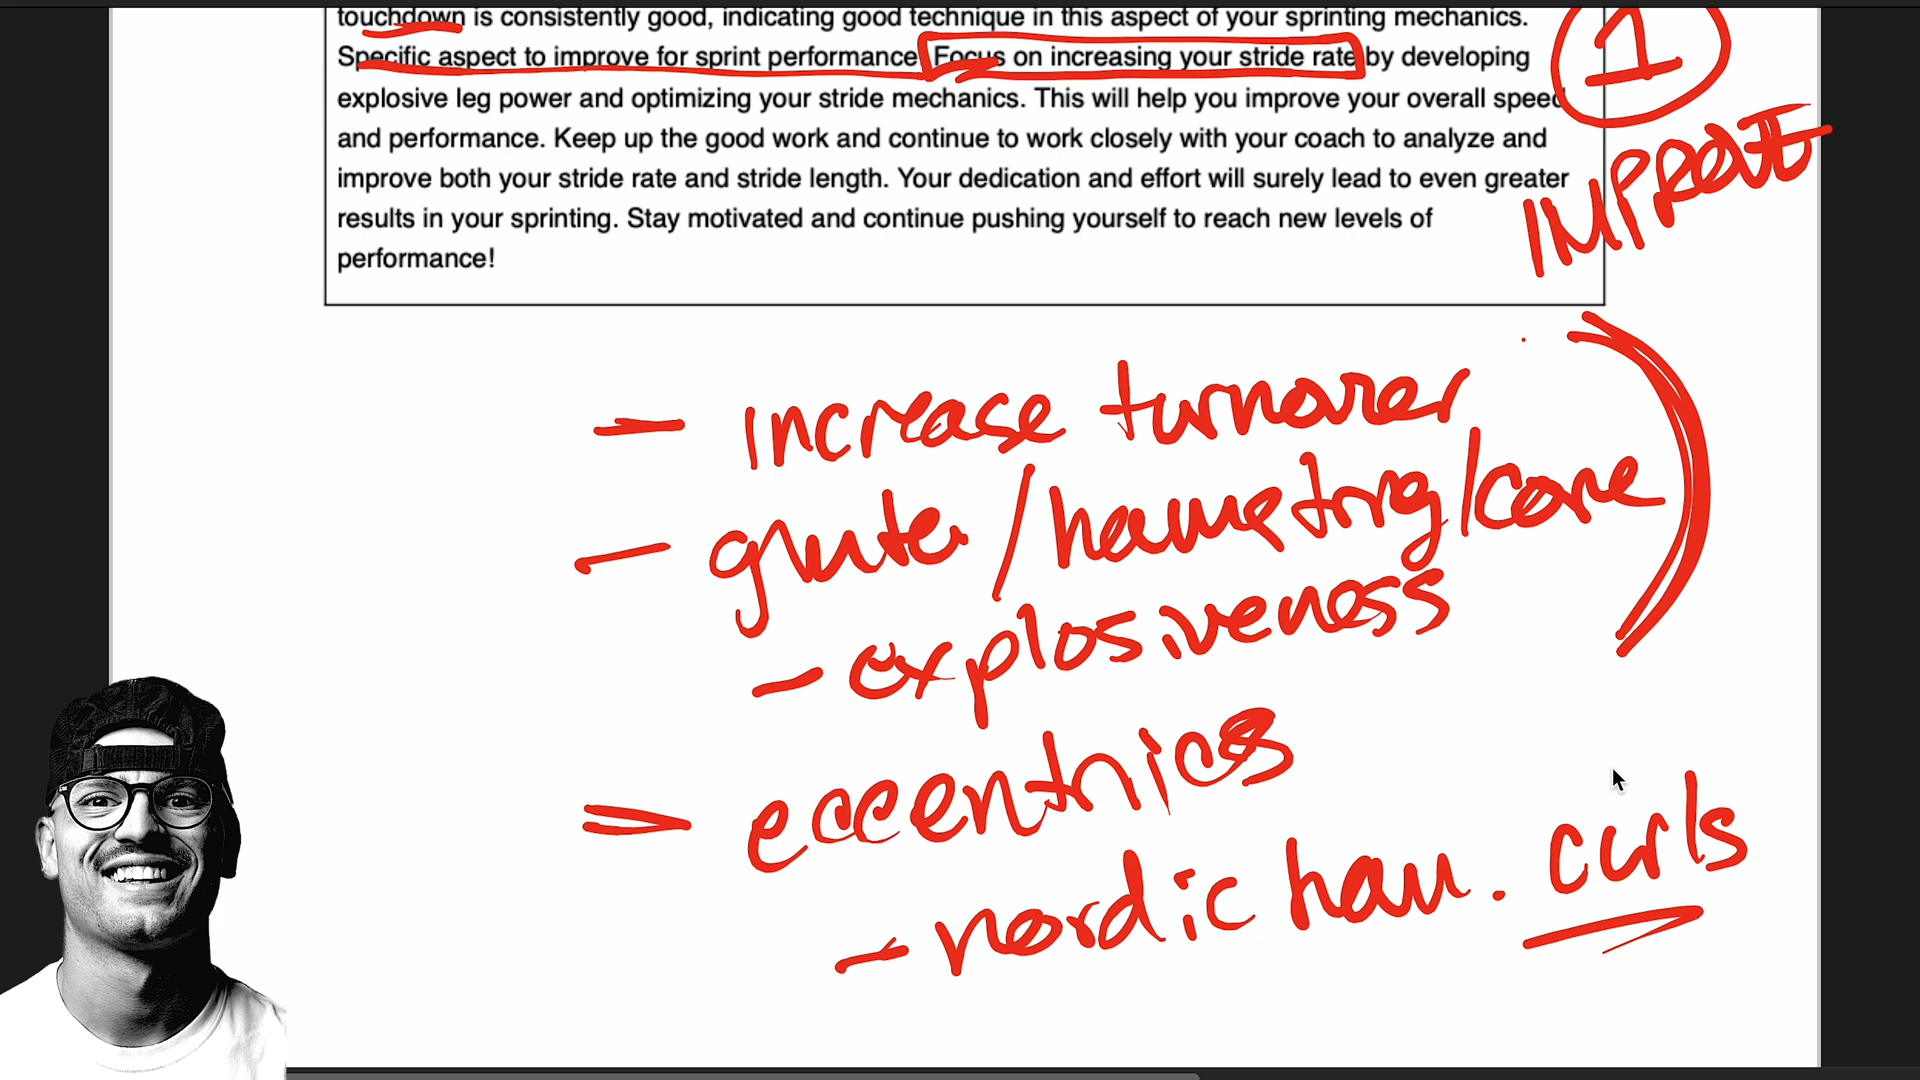 touchdown is consistently good, indicating good technique in this aspect of your sprinting mechanics.
Specific aspect to improve for sprint performance: Focus on increasing your stride rate by developing
explosive leg power and optimizing your stride mechanics. This will help you improve your overall speed
and performance. Keep up the good work and continue to work closely with your coach to analyze and
improve both your stride rate and stride length. Your dedication and effort will surely lead to even greater
results in your sprinting. Stay motivated and continue pushing yourself to reach new levels of
performance!
1
IMPROVE
- increase turnover
- glute/hamstring/core
- explosiveness
= eccentrics
- nordic ham. curls